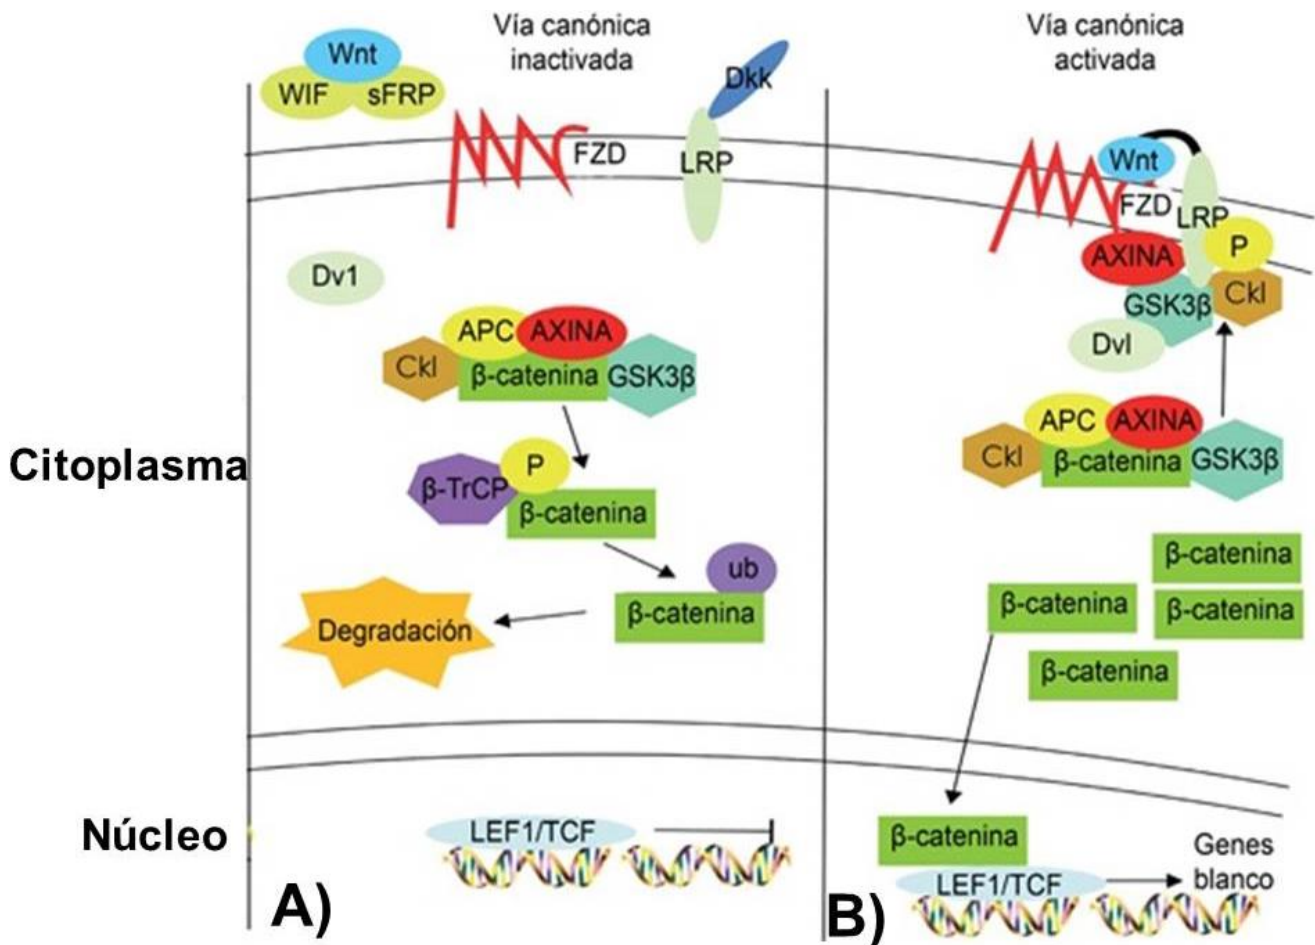 Vía canónica
inactivada
Wnt
WIF
sFRP
Dkk
FZD
LRP
Dv1
APC
AXINA
Ckl
β-catenina
GSK3β
β-TrCP
P
β-catenina
ub
β-catenina
Degradación
LEF1/TCF
A)
Vía canónica
activada
Wnt
FZD
LRP
P
AXINA
GSK3β
Ckl
Dvl
APC
AXINA
Ckl
β-catenina
GSK3β
β-catenina
β-catenina
β-catenina
β-catenina
β-catenina
LEF1/TCF
Genes
blanco
B)
Citoplasma
Núcleo